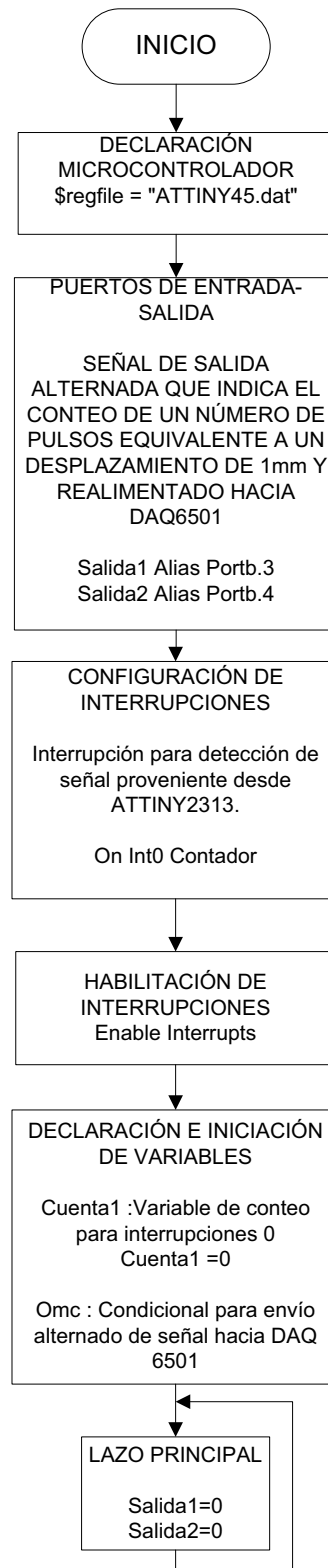 INICIO
DECLARACIÓN
MICROCONTROLADOR
$regfile = "ATTINY45.dat"
PUERTOS DE ENTRADA-
SALIDA
SEÑAL DE SALIDA
ALTERNADA QUE INDICA EL
CONTEO DE UN NÚMERO DE
PULSOS EQUIVALENTE A UN
DESPLAZAMIENTO DE 1mm Y
REALIMENTADO HACIA
DAQ6501
Salida1 Alias Portb.3
Salida2 Alias Portb.4
CONFIGURACIÓN DE
INTERRUPCIONES
Interrupción para detección de
señal proveniente desde
ATTINY2313.
On Int0 Contador
HABILITACIÓN DE
INTERRUPCIONES
Enable Interrupts
DECLARACIÓN E INICIACIÓN
DE VARIABLES
Cuenta1 :Variable de conteo
para interrupciones 0
Cuenta1 =0
Omc : Condicional para envío
alternado de señal hacia DAQ
6501
LAZO PRINCIPAL
Salida1=0
Salida2=0